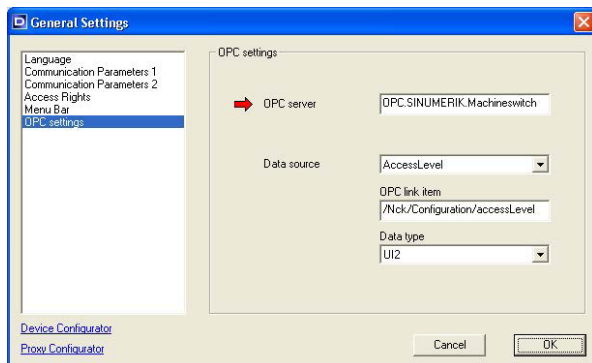 General Settings
Language
Communication Parameters 1
Communication Parameters 2
Access Rights
Menu Bar
OPC settings
OPC settings
OPC server
OPC.SINUMERIK.Machineswitch
Data source
AccessLevel
OPC link item
/Nck/Configuration/accessLevel
Data type
UI2
Device Configurator
Proxy Configurator
Cancel
OK